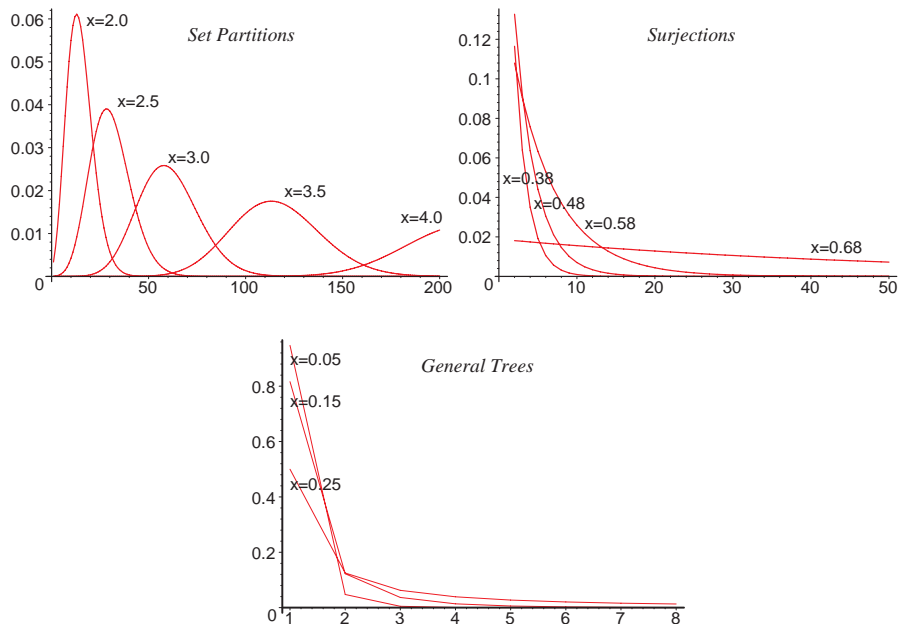 Set Partitions
0.06
0.05
0.04
0.03
0.02
0.01
0
x=2.0
x=2.5
x=3.0
x=3.5
x=4.0
50
100
150
200
Surjections
0.12
0.1
0.08
0.06
0.04
0.02
0
x=0.38
x=0.48
x=0.58
x=0.68
10
20
30
40
50
General Trees
0.8
0.6
0.4
0.2
0
x=0.05
x=0.15
x=0.25
1
2
3
4
5
6
7
8